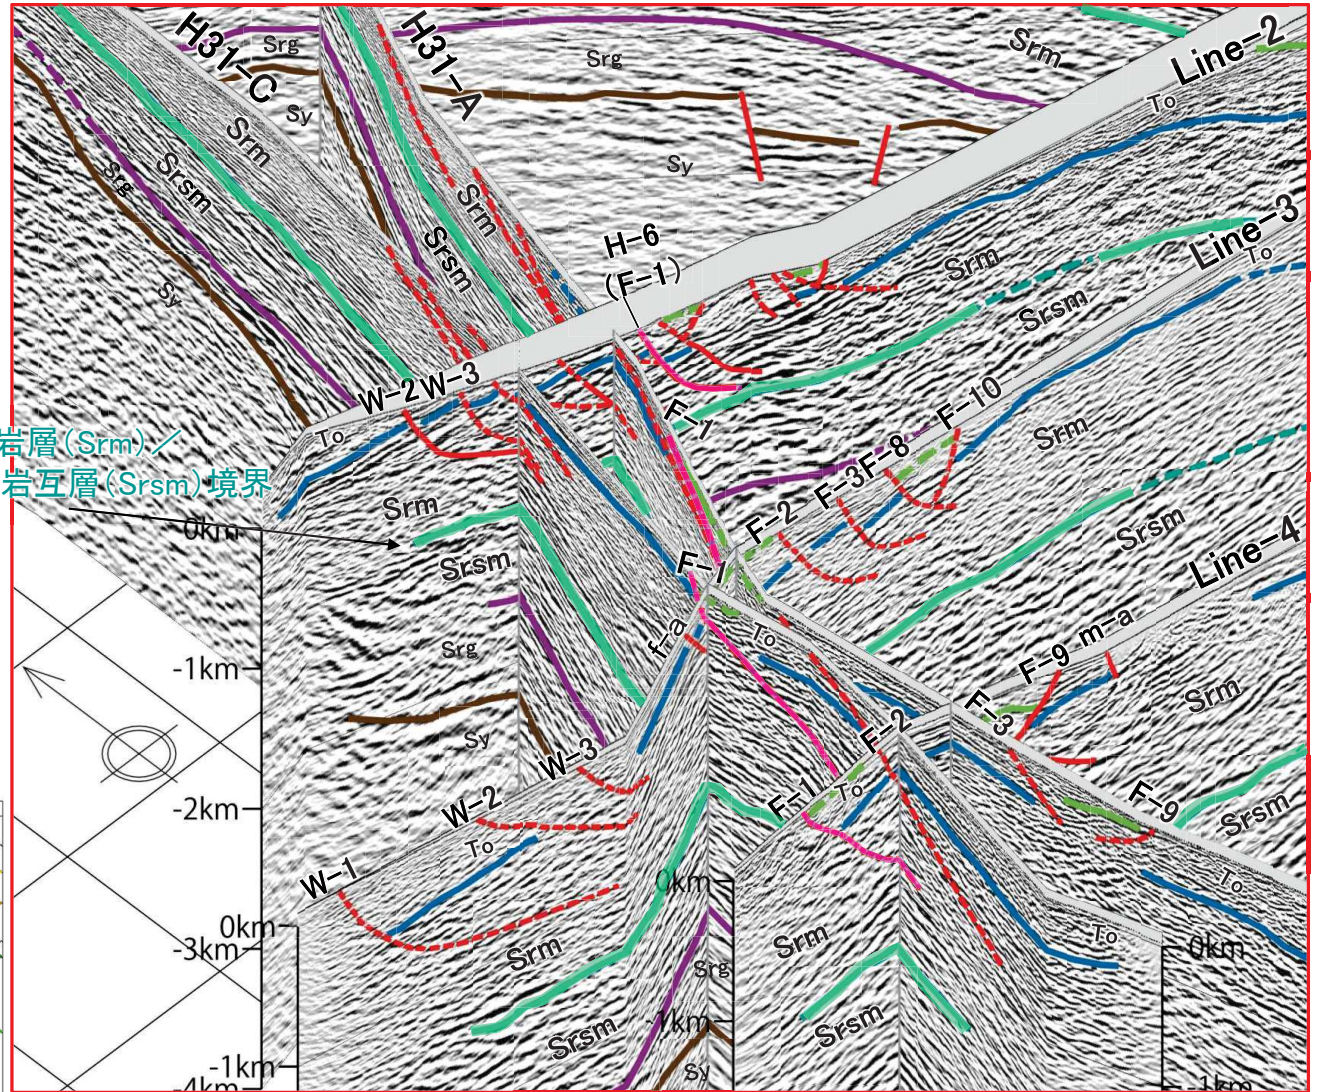 H31-C
H31-A
Line-2
Srg
Srg
Srm
Sy
To
Srm
Srsm
Srg
Srm
Sy
Srsm
Line-3
H-6
(F-1)
Srm
To
Sy
Srsm
W-2
W-3
F-1
F-10
To
F-8
Srm
岩層(Srm)/
F-3
岩互層(Srsm)境界
Srm
F-2
Srsm
Line-4
0km
Srsm
F-1
f-a
To
Srg
F-9
m-a
-1km
Srm
F-3
F-2
Sy
W-3
To
F-1
F-9
W-2
Srsm
-2km
To
W-1
0km
To
0km
Srm
Srm
To
0km
-3km
Srg
Srsm
Srsm
-1km
-1km
Sy
-4km
-1km